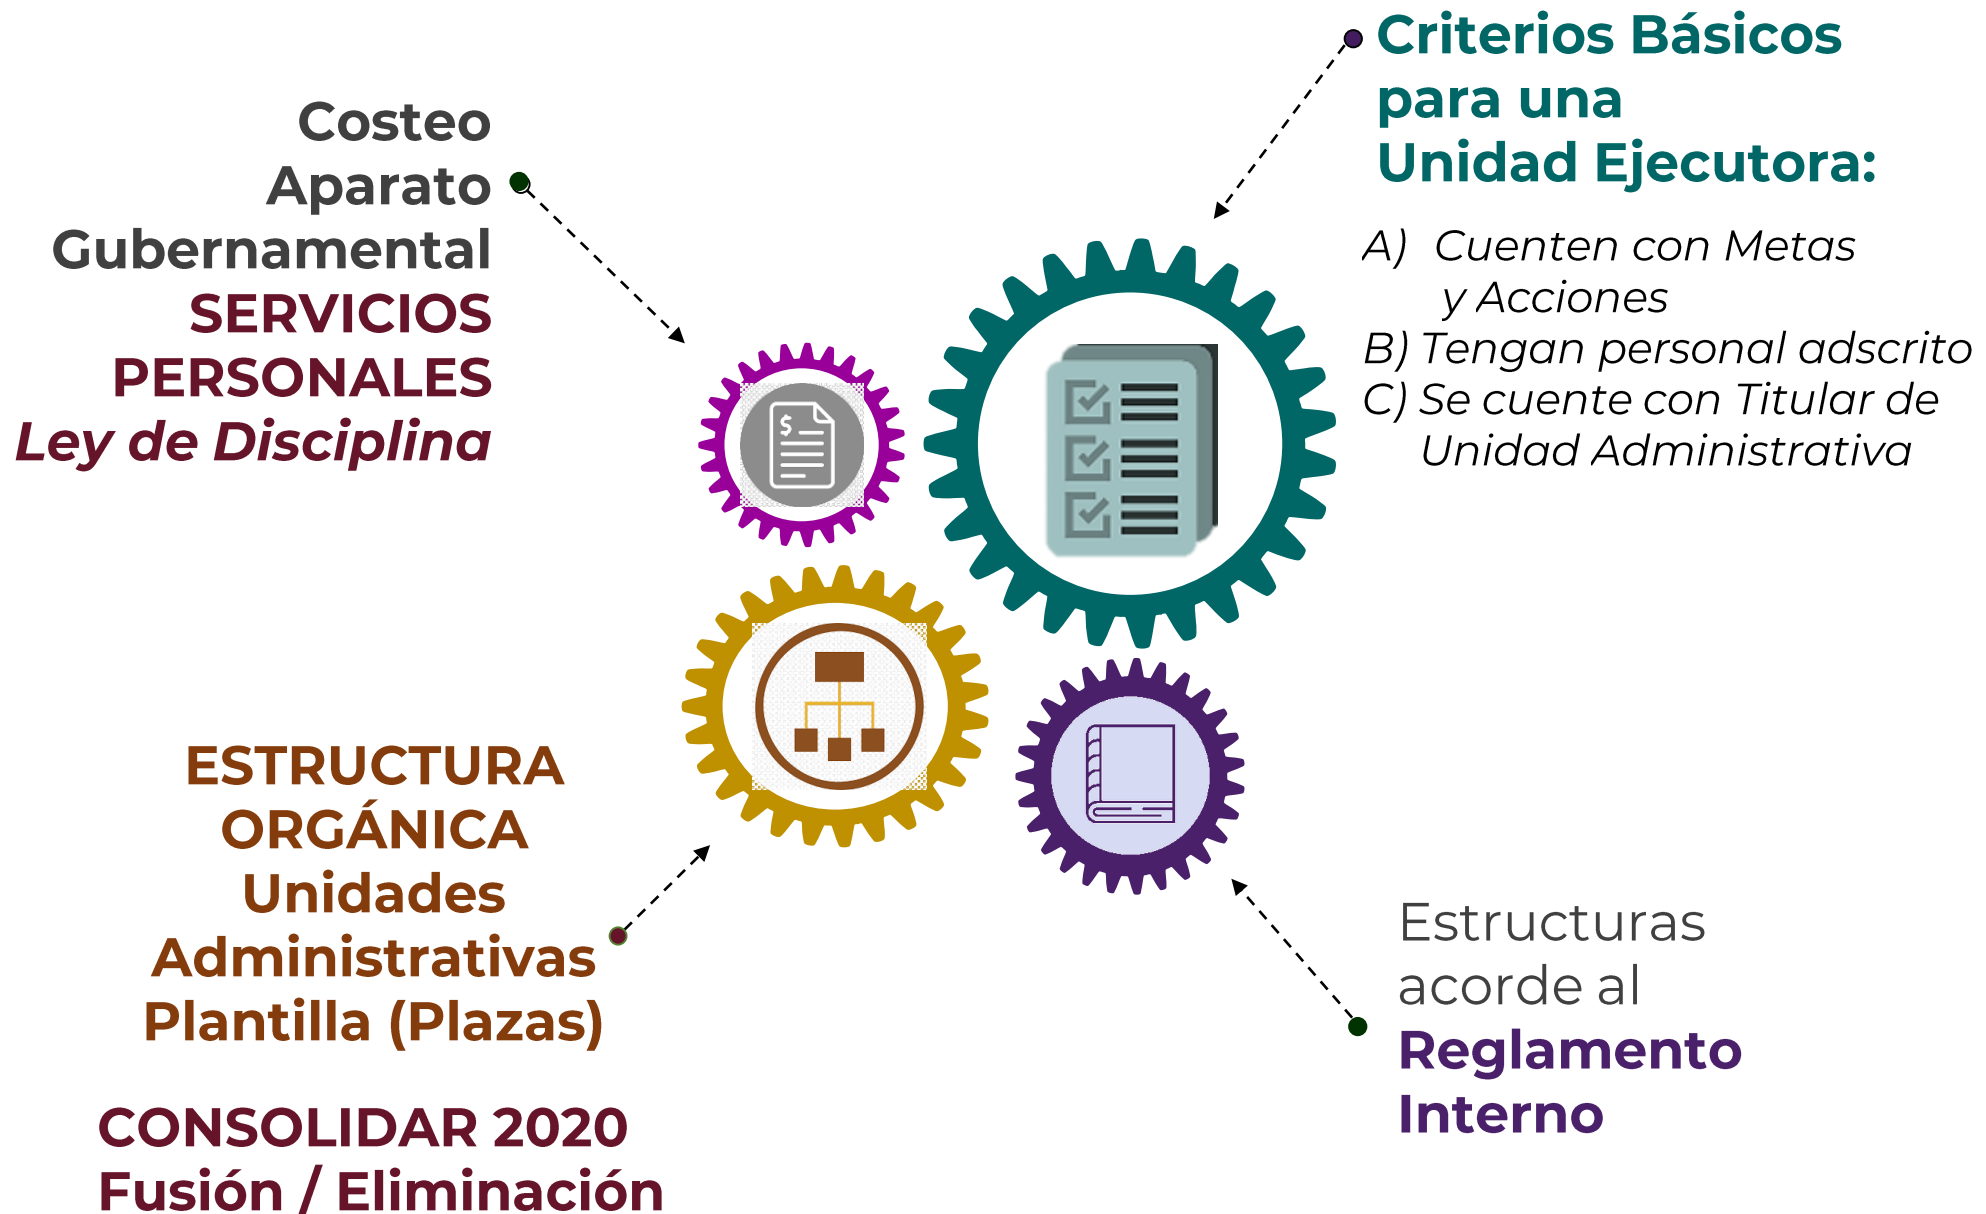 Costeo
Aparato
Gubernamental
SERVICIOS
PERSONALES
Ley de Disciplina
Criterios Básicos
para una
Unidad Ejecutora:
A) Cuenten con Metas
y Acciones
B) Tengan personal adscrito
C) Se cuente con Titular de
Unidad Administrativa
$
ESTRUCTURA
ORGÁNICA
Unidades
Administrativas
Plantilla (Plazas)
CONSOLIDAR 2020
Fusión / Eliminación
Estructuras
acorde al
Reglamento
Interno